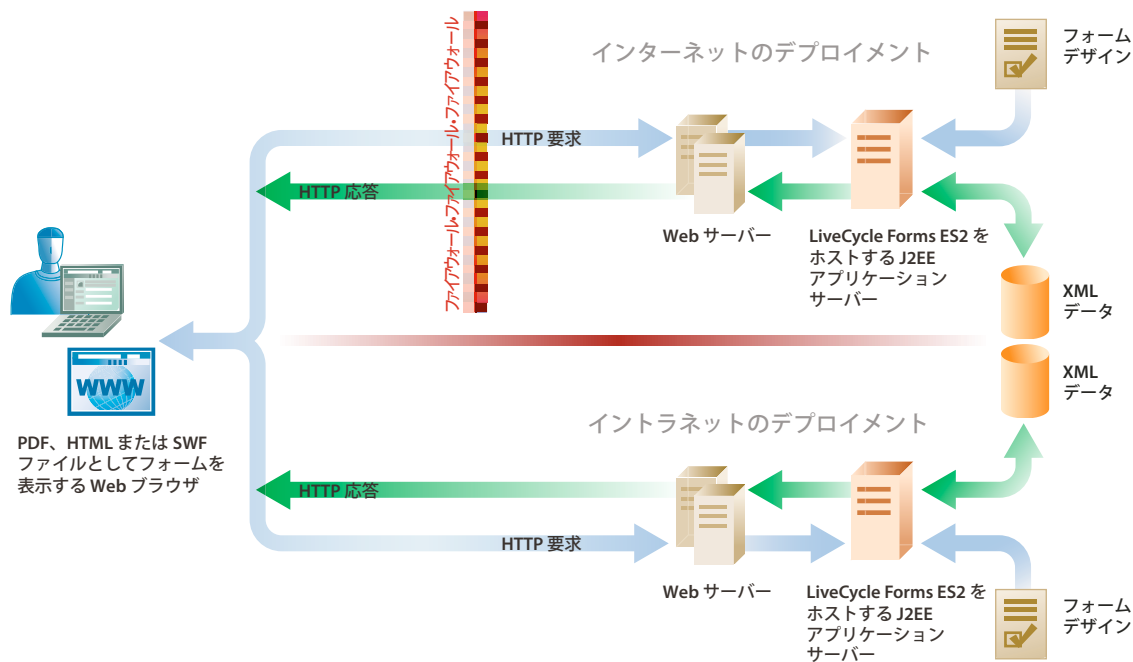 インターネットのデプロイメント
フォーム
デザイン
ファイアウォール・ファイアウォール・ファイアウォール
HTTP 要求
HTTP 応答
Web サーバー
LiveCycle Forms ES2 を
ホストする J2EE
アプリケーション
サーバー
XML
データ
XML
データ
WWW
PDF、HTML または SWF
ファイルとしてフォームを
表示する Web ブラウザ
イントラネットのデプロイメント
HTTP 応答
HTTP 要求
Web サーバー
LiveCycle Forms ES2 を
ホストする J2EE
アプリケーション
サーバー
フォーム
デザイン